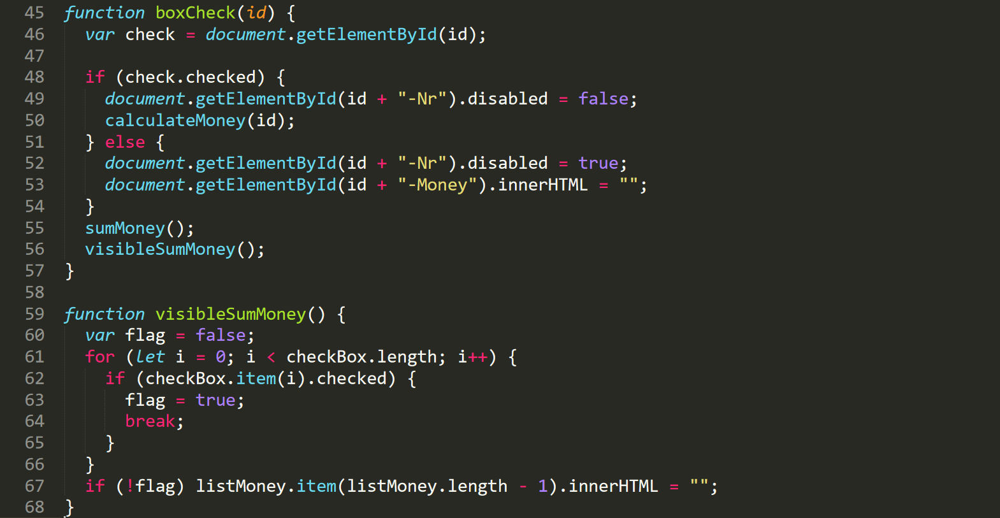 45 function boxCheck(id) {
46   var check = document.getElementById(id);
47
48   if (check.checked) {
49     document.getElementById(id + "-Nr").disabled = false;
50     calculateMoney(id);
51   } else {
52     document.getElementById(id + "-Nr").disabled = true;
53     document.getElementById(id + "-Money").innerHTML = "";
54   }
55   sumMoney();
56   visibleSumMoney();
57 }
58
59 function visibleSumMoney() {
60   var flag = false;
61   for (let i = 0; i < checkBox.length; i++) {
62     if (checkBox.item(i).checked) {
63       flag = true;
64       break;
65     }
66   }
67   if (!flag) listMoney.item(listMoney.length - 1).innerHTML = "";
68 }